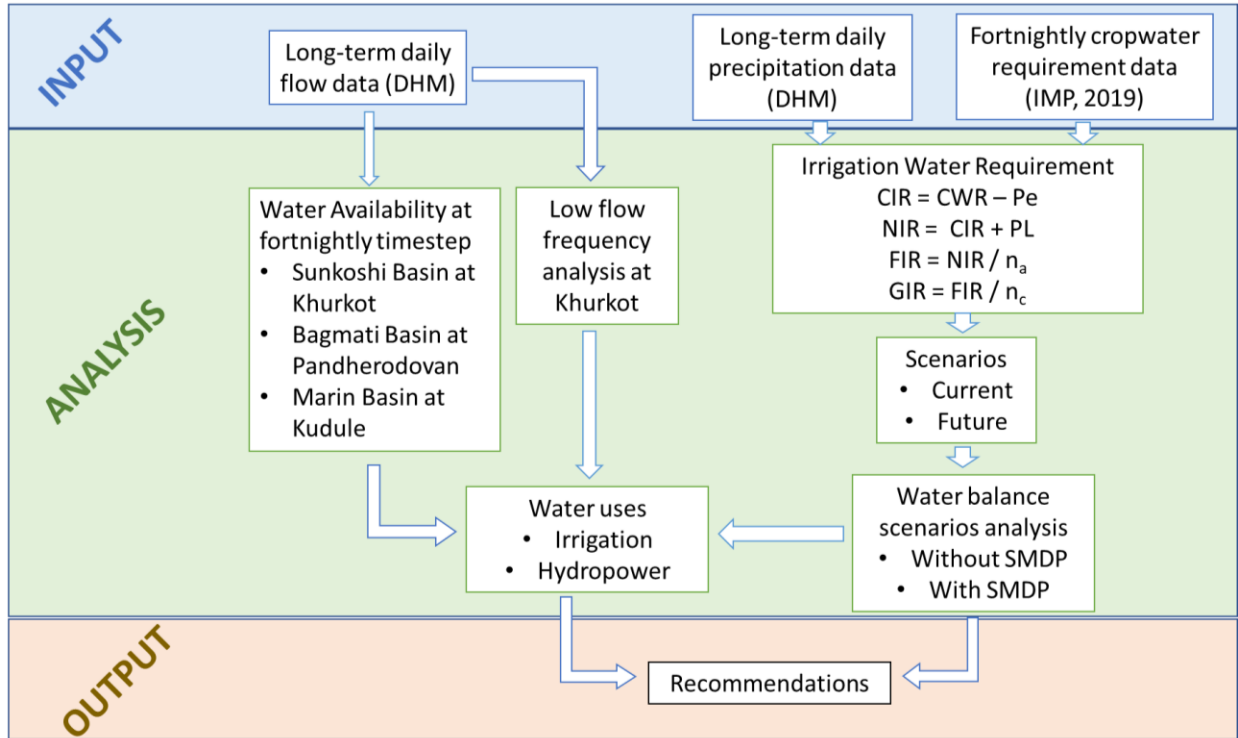 INPUT
Long-term daily
flow data (DHM)
Long-term daily
precipitation data
(DHM)
Fortnightly cropwater
requirement data
(IMP, 2019)
ANALYSIS
Water Availability at
fortnightly timestep
• Sunkoshi Basin at
Khurkot
• Bagmati Basin at
Pandherodovan
• Marin Basin at
Kudule
Low flow
frequency
analysis at
Khurkot
Irrigation Water Requirement
CIR = CWR – Pe
NIR = CIR + PL
FIR = NIR / na
GIR = FIR / nc
Scenarios
• Current
• Future
Water uses
• Irrigation
• Hydropower
Water balance
scenarios analysis
• Without SMDP
• With SMDP
OUTPUT
Recommendations